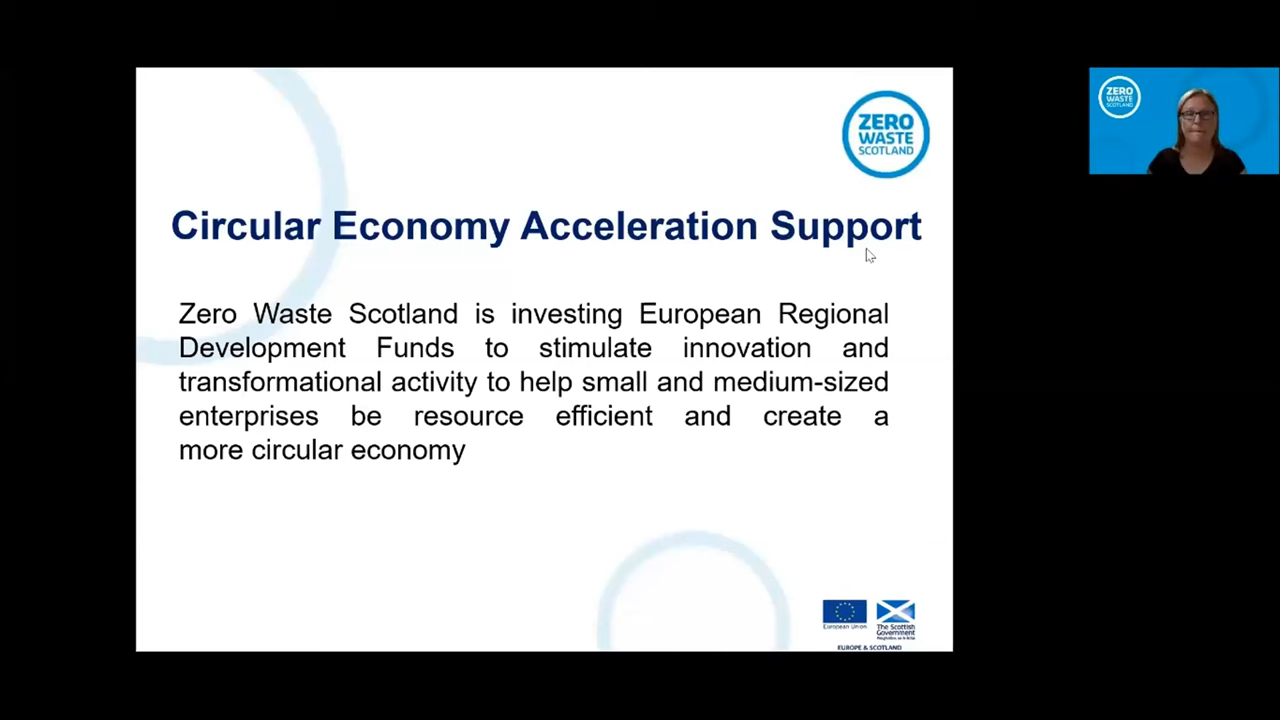 ZERO
WASTE
SCOTLAND
ZERO
WASTE
SCOTLAND
Circular Economy Acceleration Support
Zero Waste Scotland is investing European Regional
Development Funds to stimulate innovation and
transformational activity to help small and medium-sized
enterprises be resource efficient and create a
more circular economy
European Union
The Scottish
Government
EUROPE & SCOTLAND